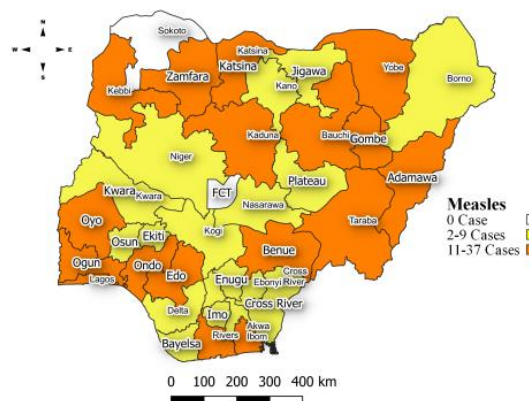 N
W E
S
Sokoto
Katsina
Zamfara
Katsina
Jigawa
Yobe
Borno
Kebbi
Kano
Kaduna
Bauchi
Gombe
Niger
Adamawa
Plateau
FCT
Kwara
Kwara
Nasarawa
Taraba
Oyo
Kogi
Osun
Ekiti
Benue
Ogun
Ondo
Edo
Lagos
Enugu
Ebonyi
Cross
River
Cross River
Delta
Imo
Akwa
Ibom
Bayelsa
Rivers
Measles
0 Case
2-9 Cases
11-37 Cases
0 100 200 300 400 km